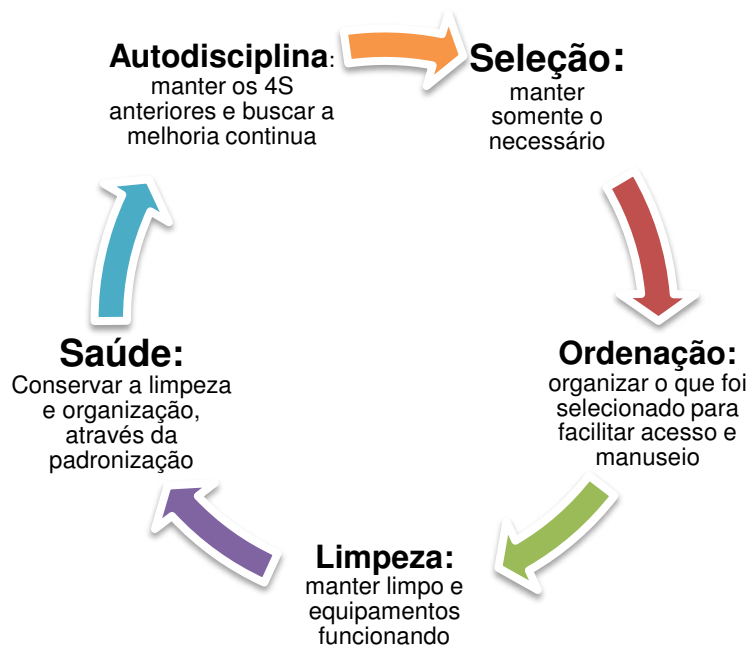 Autodisciplina:
manter os 4S
anteriores e buscar a
melhoria continua
Seleção:
manter
somente o
necessário
Ordenação:
organizar o que foi
selecionado para
facilitar acesso e
manuseio
Limpeza:
manter limpo e
equipamentos
funcionando
Saúde:
Conservar a limpeza
e organização,
através da
padronização